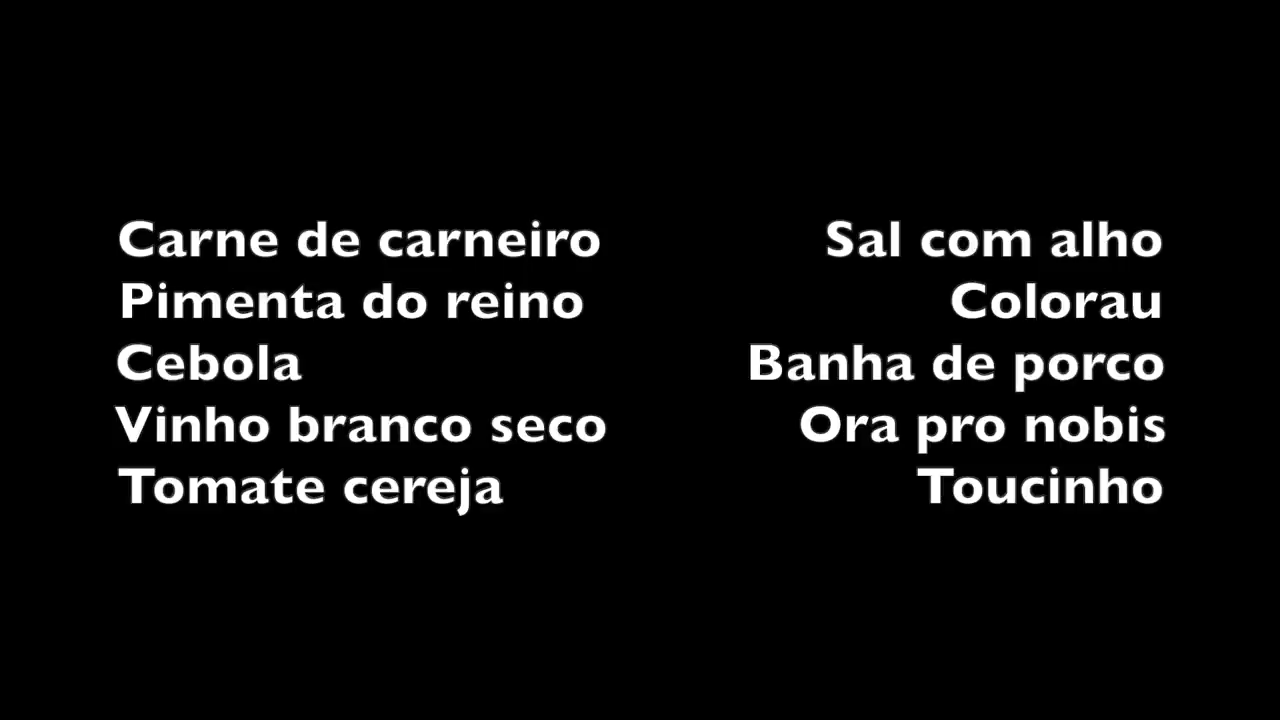 Carne de carneiro
Pimenta do reino
Cebola
Vinho branco seco
Tomate cereja
Sal com alho
Colorau
Banha de porco
Ora pro nobis
Toucinho